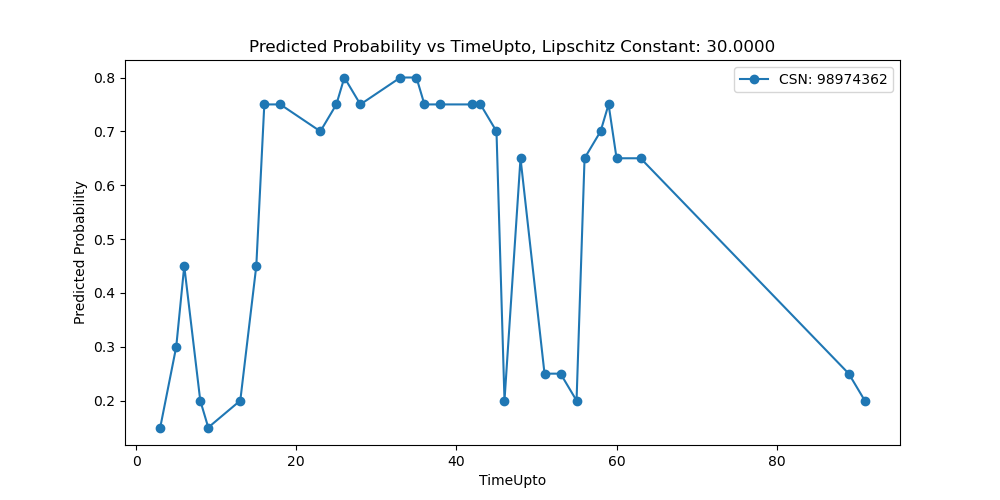 Predicted Probability vs TimeUpto, Lipschitz Constant: 30.0000
CSN: 98974362
Predicted Probability
0.8
0.7
0.6
0.5
0.4
0.3
0.2
0 20 40 60 80
TimeUpto